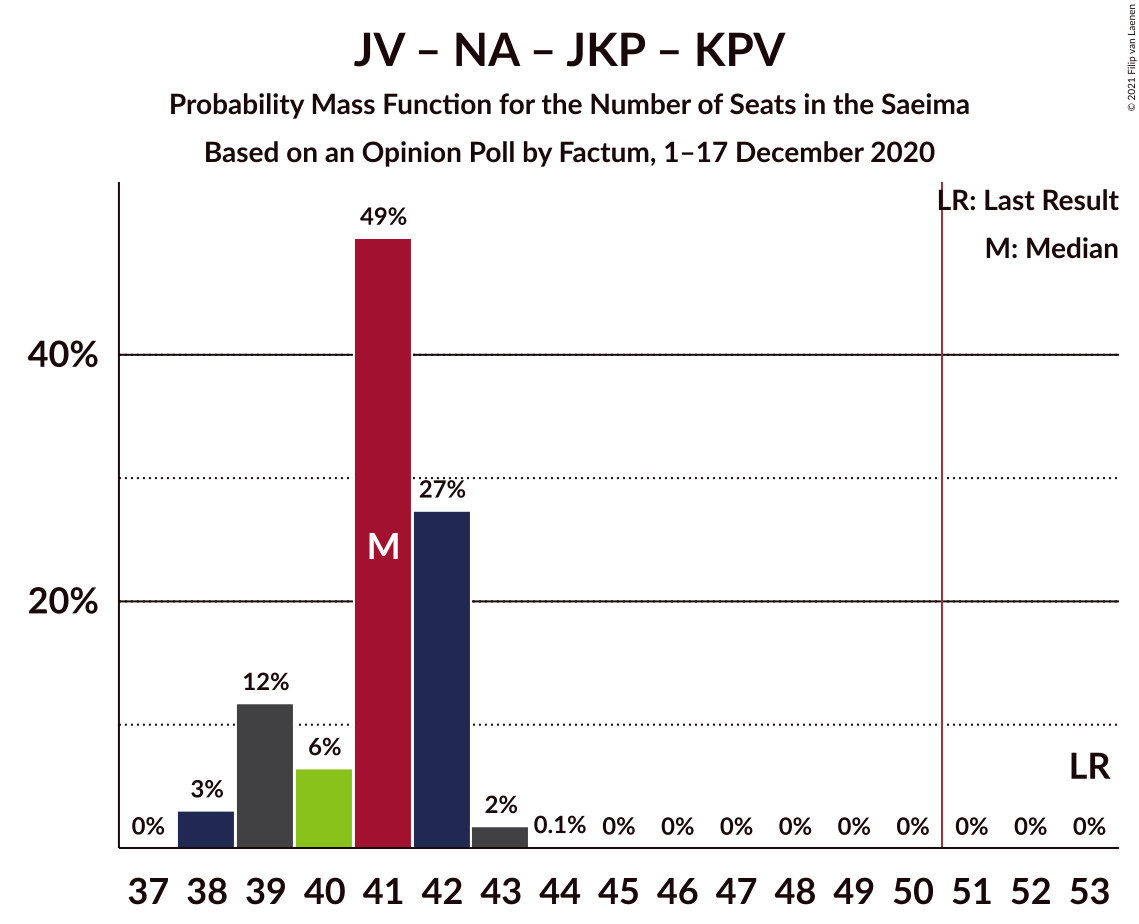 JV – NA – JKP – KPV
Probability Mass Function for the Number of Seats in the Saeima
Based on an Opinion Poll by Factum, 1–17 December 2020
© 2021 Filip van Laenen
LR: Last Result
M: Median
49%
40%
27%
M
20%
12%
6%
3%
2%
LR
0%
0.1%
0% 0% 0% 0% 0% 0% 0% 0% 0%
37 38 39 40 41 42 43 44 45 46 47 48 49 50 51 52 53